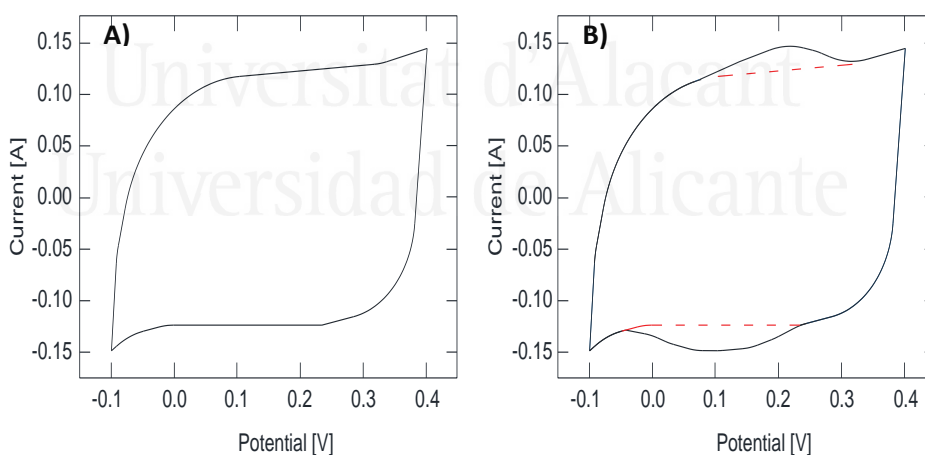 A)
0.15
0.10
0.05
0.00
-0.05
-0.10
-0.15
Current [A]
-0.1 0.0 0.1 0.2 0.3 0.4
Potential [V]
B)
0.15
0.10
0.05
0.00
-0.05
-0.10
-0.15
Current [A]
-0.1 0.0 0.1 0.2 0.3 0.4
Potential [V]
Universitat d'Alacant
Universidad de Alicante